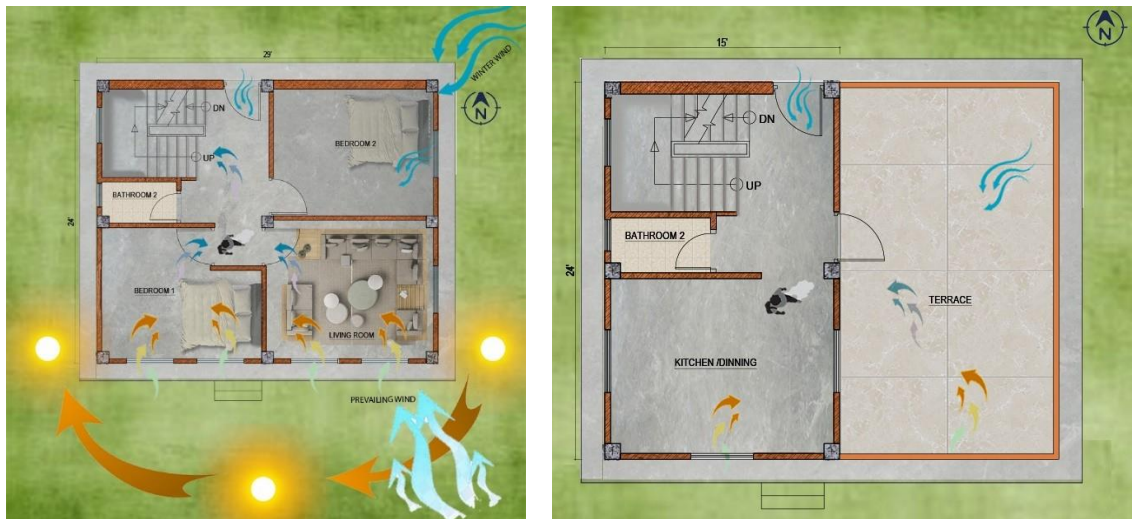 29'
WINTER WIND
N
DN
UP
BEDROOM 2
BATHROOM 2
24'
BEDROOM 1
LIVING ROOM
PREVAILING WIND
15'
N
DN
UP
BATHROOM 2
24'
TERRACE
KITCHEN /DINNING